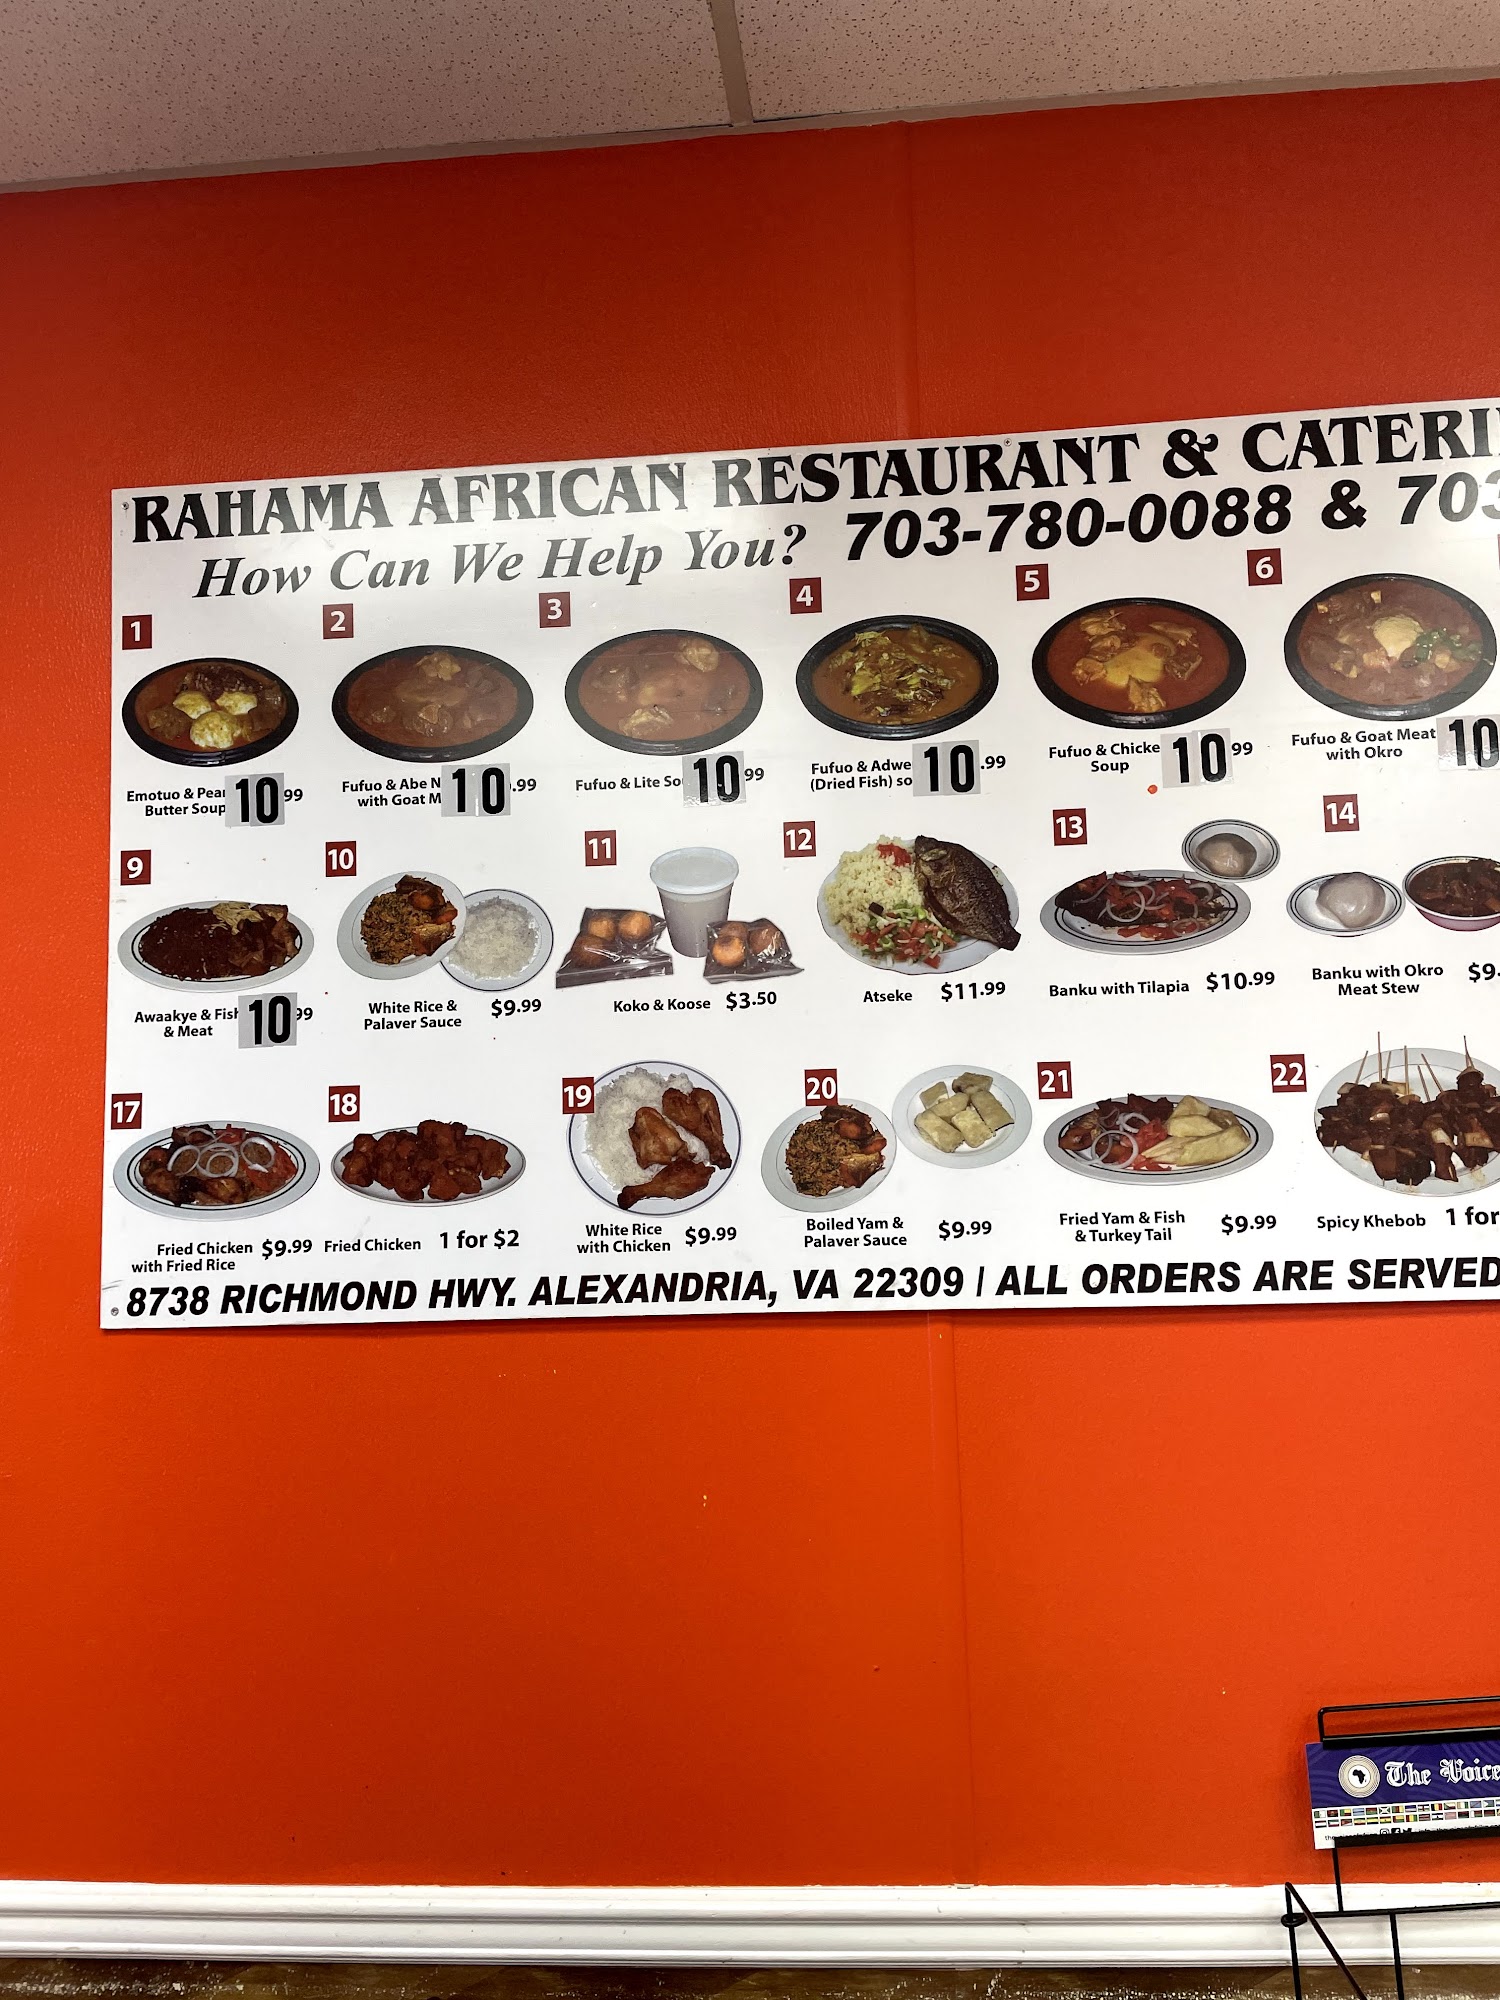 RAHAMA AFRICAN RESTAURANT & CATERI
How Can We Help You? 703-780-0088 & 703
1
2
3
4
5
6
Emotuo & Pea 10 99
Butter Soup
Fufuo & Abe N 10 .99
with Goat M
Fufuo & Lite So 10 99
Fufuo & Adwe 10 .99
(Dried Fish) so
Fufuo & Chicke 10 99
Soup
Fufuo & Goat Meat 10
with Okro
9
10
11
12
13
14
Awaakye & Fish 10 99
& Meat
White Rice & $9.99
Palaver Sauce
Koko & Koose $3.50
Atseke $11.99
Banku with Tilapia $10.99
Banku with Okro $9.
Meat Stew
17
18
19
20
21
22
Fried Chicken $9.99
with Fried Rice
Fried Chicken 1 for $2
White Rice $9.99
with Chicken
Boiled Yam & $9.99
Palaver Sauce
Fried Yam & Fish $9.99
& Turkey Tail
Spicy Khebob 1 for
8738 RICHMOND HWY. ALEXANDRIA, VA 22309 / ALL ORDERS ARE SERVED
The Voice